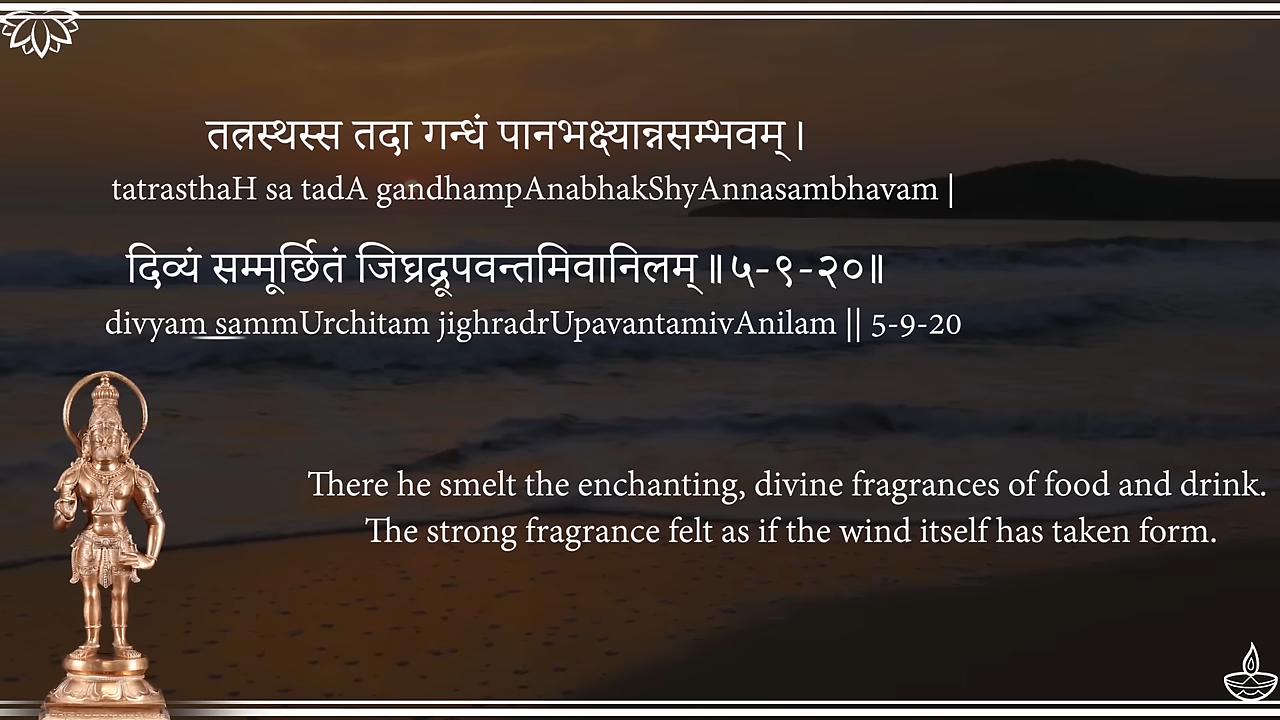 तत्रस्थस्स तदा गन्धं पानभक्ष्यान्नसम्भवम् ।
tatrasthaH sa tadA gandhampAnabhakShyAnnasambhavam |
दिव्यं सम्मूर्छितं जिघ्रद्रूपवन्तमिवानिलम् ॥ ५-९-२० ॥
divyam sammUrchitam jighradrUpavantamivAnilam || 5-9-20
There he smelt the enchanting, divine fragrances of food and drink.
The strong fragrance felt as if the wind itself has taken form.